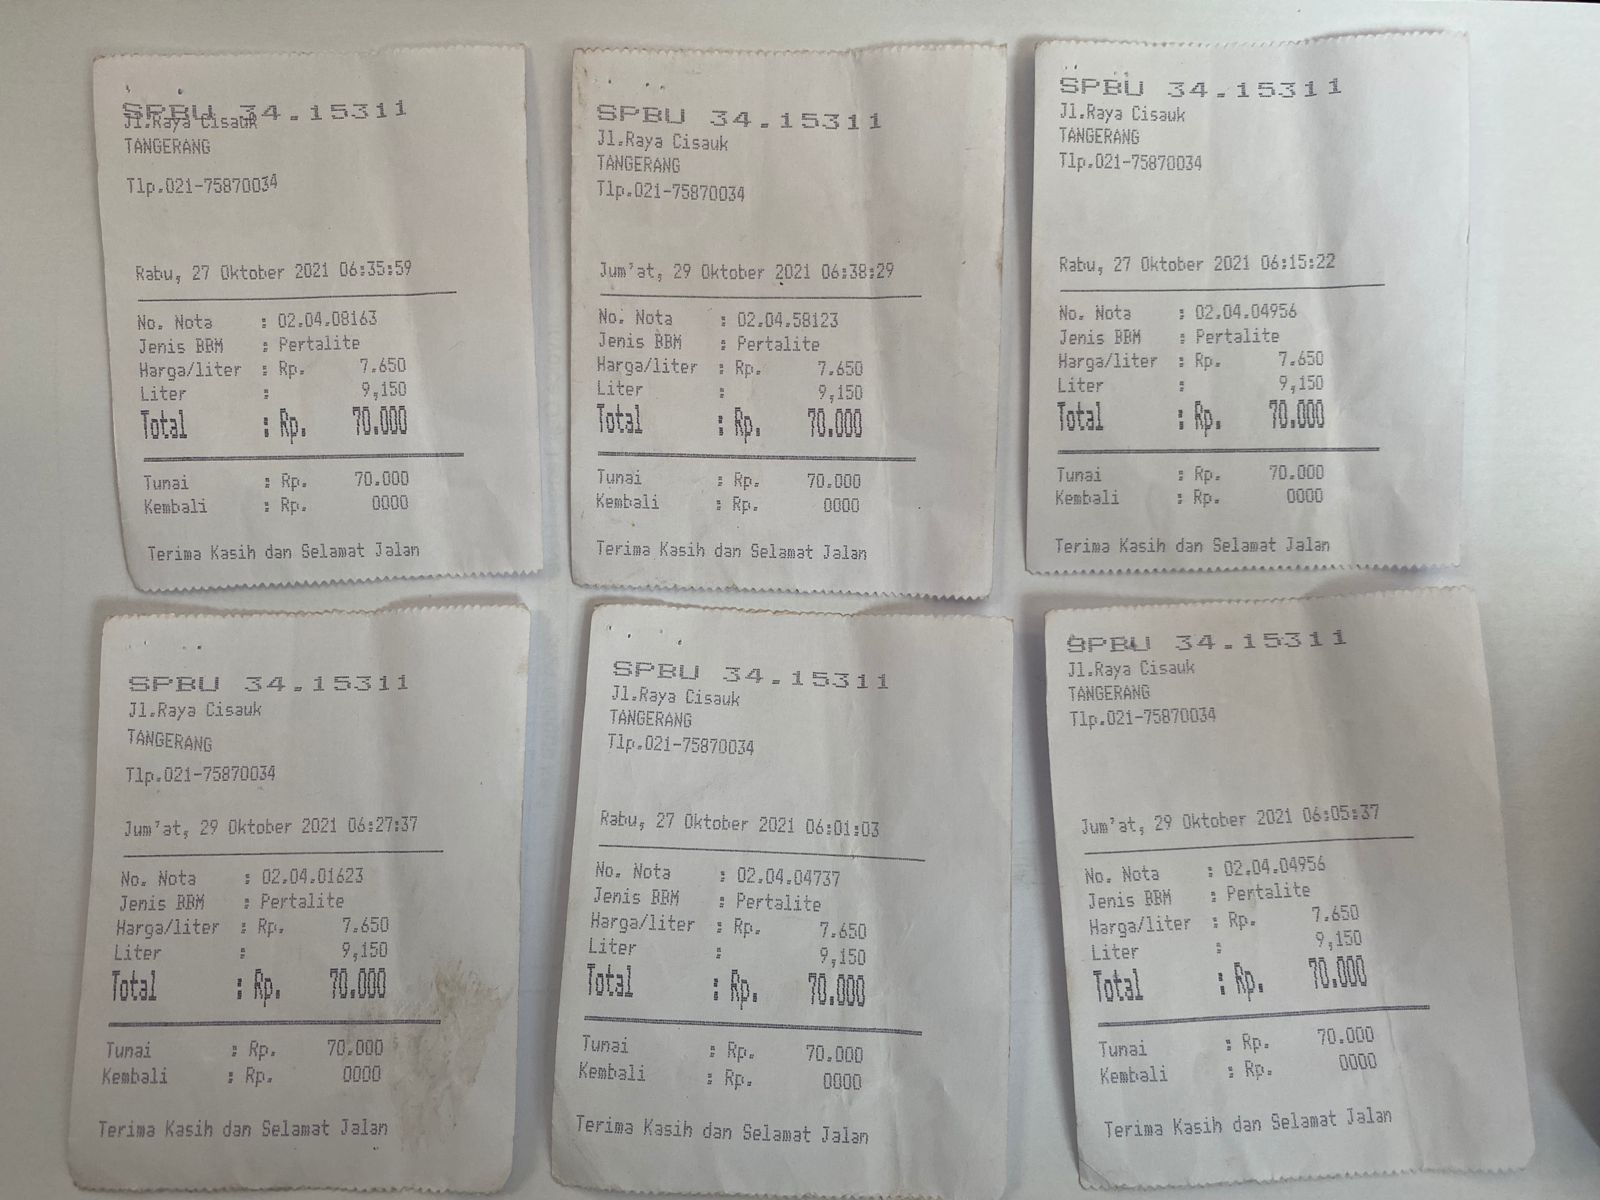 SPBU 34.15311
Jl.Raya Cisauk
TANGERANG
Tlp.021-75870034
Rabu, 27 Oktober 2021 06:35:59
No. Nota : 02.04.08163
Jenis BBM : Pertalite
Harga/liter : Rp. 7.650
Liter : 9,150
Total : Rp. 70.000
Tunai : Rp. 70.000
Kembali : Rp. 0000
Terima Kasih dan Selamat Jalan
SPBU 34.15311
Jl.Raya Cisauk
TANGERANG
Tlp.021-75870034
Jum'at, 29 Oktober 2021 06:38:29
No. Nota : 02.04.58123
Jenis BBM : Pertalite
Harga/liter : Rp. 7.650
Liter : 9,150
Total : Rp. 70.000
Tunai : Rp. 70.000
Kembali : Rp. 0000
Terima Kasih dan Selamat Jalan
SPBU 34.15311
Jl.Raya Cisauk
TANGERANG
Tlp.021-75870034
Rabu, 27 Oktober 2021 06:15:22
No. Nota : 02.04.04956
Jenis BBM : Pertalite
Harga/liter : Rp. 7.650
Liter : 9,150
Total : Rp. 70.000
Tunai : Rp. 70.000
Kembali : Rp. 0000
Terima Kasih dan Selamat Jalan
SPBU 34.15311
Jl.Raya Cisauk
TANGERANG
Tlp.021-75870034
Jum'at, 29 Oktober 2021 06:27:37
No. Nota : 02.04.01623
Jenis BBM : Pertalite
Harga/liter : Rp. 7.650
Liter : 9,150
Total : Rp. 70.000
Tunai : Rp. 70.000
Kembali : Rp. 0000
Terima Kasih dan Selamat Jalan
SPBU 34.15311
Jl.Raya Cisauk
TANGERANG
Tlp.021-75870034
Rabu, 27 Oktober 2021 06:01:03
No. Nota : 02.04.04737
Jenis BBM : Pertalite
Harga/liter : Rp. 7.650
Liter : 9,150
Total : Rp. 70.000
Tunai : Rp. 70.000
Kembali : Rp. 0000
Terima Kasih dan Selamat Jalan
SPBU 34.15311
Jl.Raya Cisauk
TANGERANG
Tlp.021-75870034
Jum'at, 29 Oktober 2021 06:05:37
No. Nota : 02.04.04956
Jenis BBM : Pertalite
Harga/liter : Rp. 7.650
Liter : 9,150
Total : Rp. 70.000
Tunai : Rp. 70.000
Kembali : Rp. 0000
Terima Kasih dan Selamat Jalan